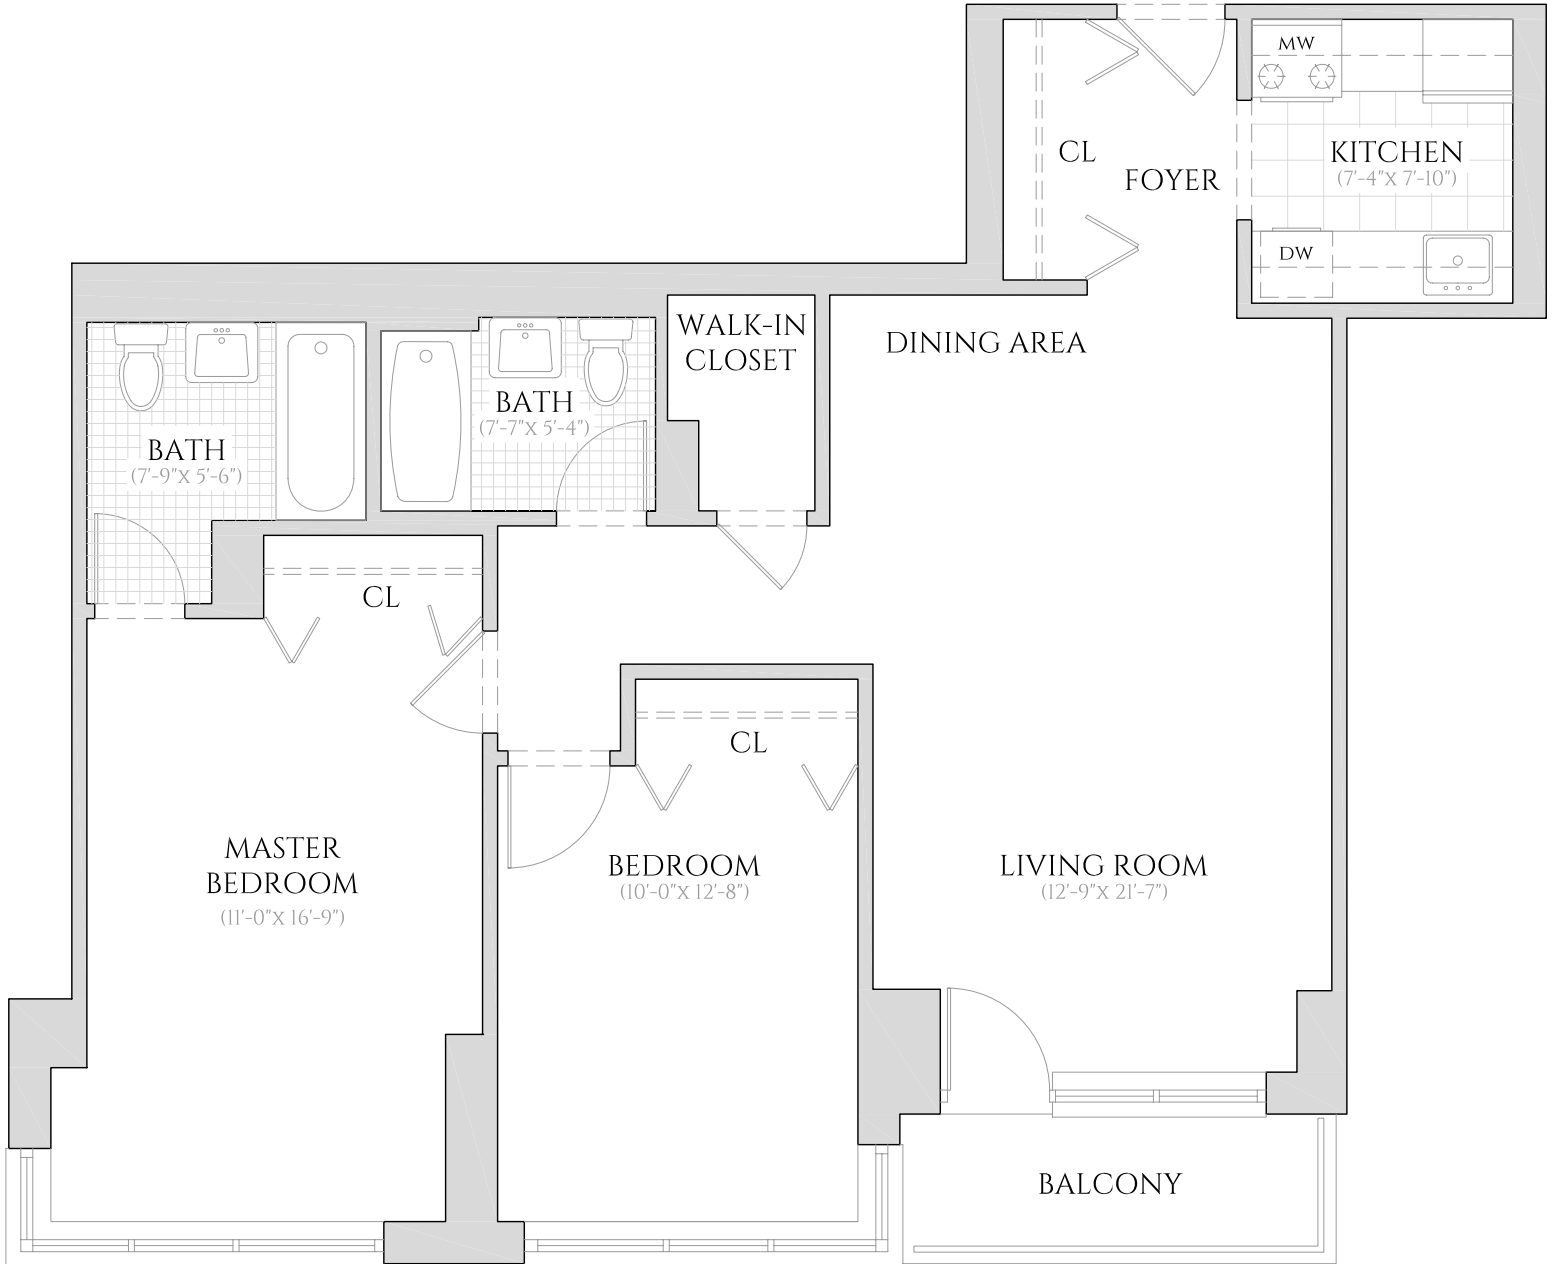 MW
CL
FOYER
KITCHEN
(7'-4"X 7'-10")
DW
WALK-IN
CLOSET
DINING AREA
BATH
(7'-7"X 5'-4")
BATH
(7'-9"X 5'-6")
CL
CL
MASTER
BEDROOM
(11'-0"X 16'-9")
BEDROOM
(10'-0"X 12'-8")
LIVING ROOM
(12'-9"X 21'-7")
BALCONY